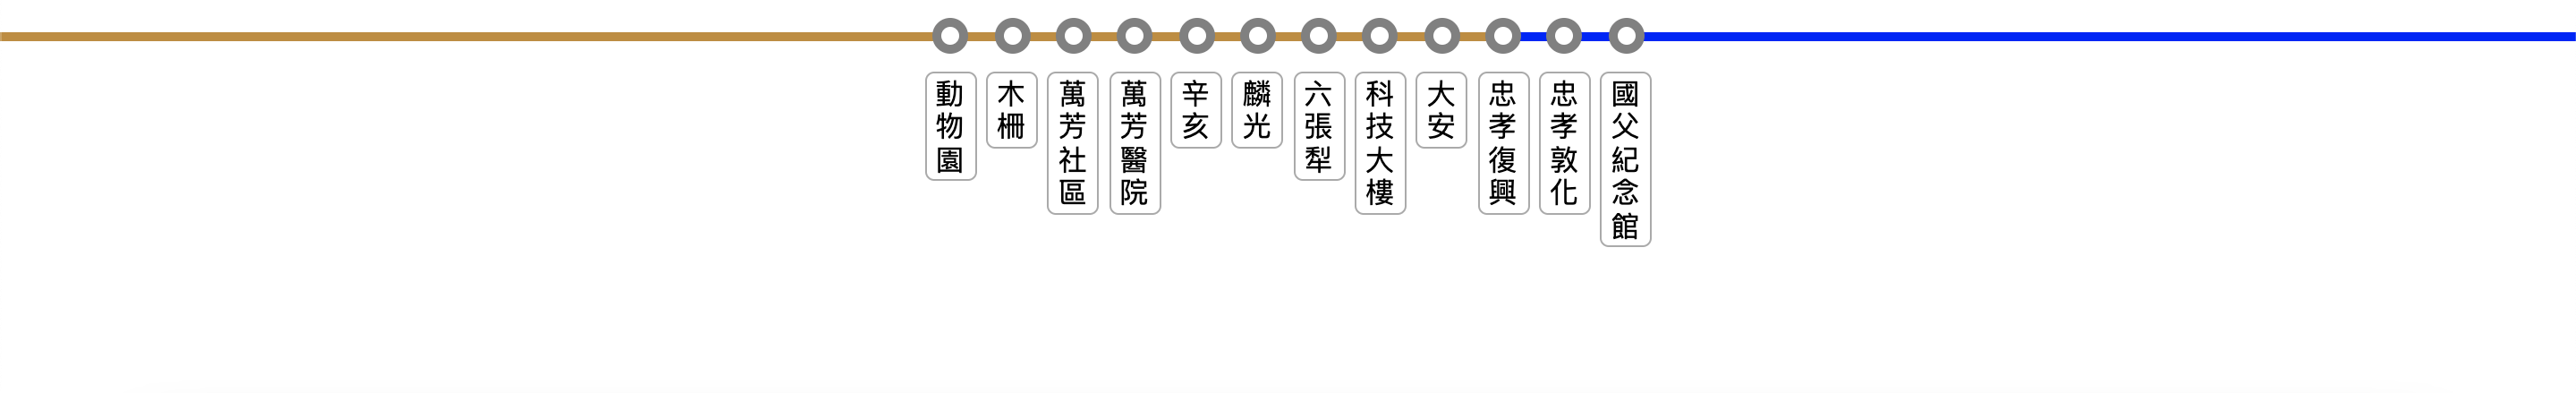 動物園
木柵
萬芳社區
萬芳醫院
辛亥
麟光
六張犁
科技大樓
大安
忠孝復興
忠孝敦化
國父紀念館